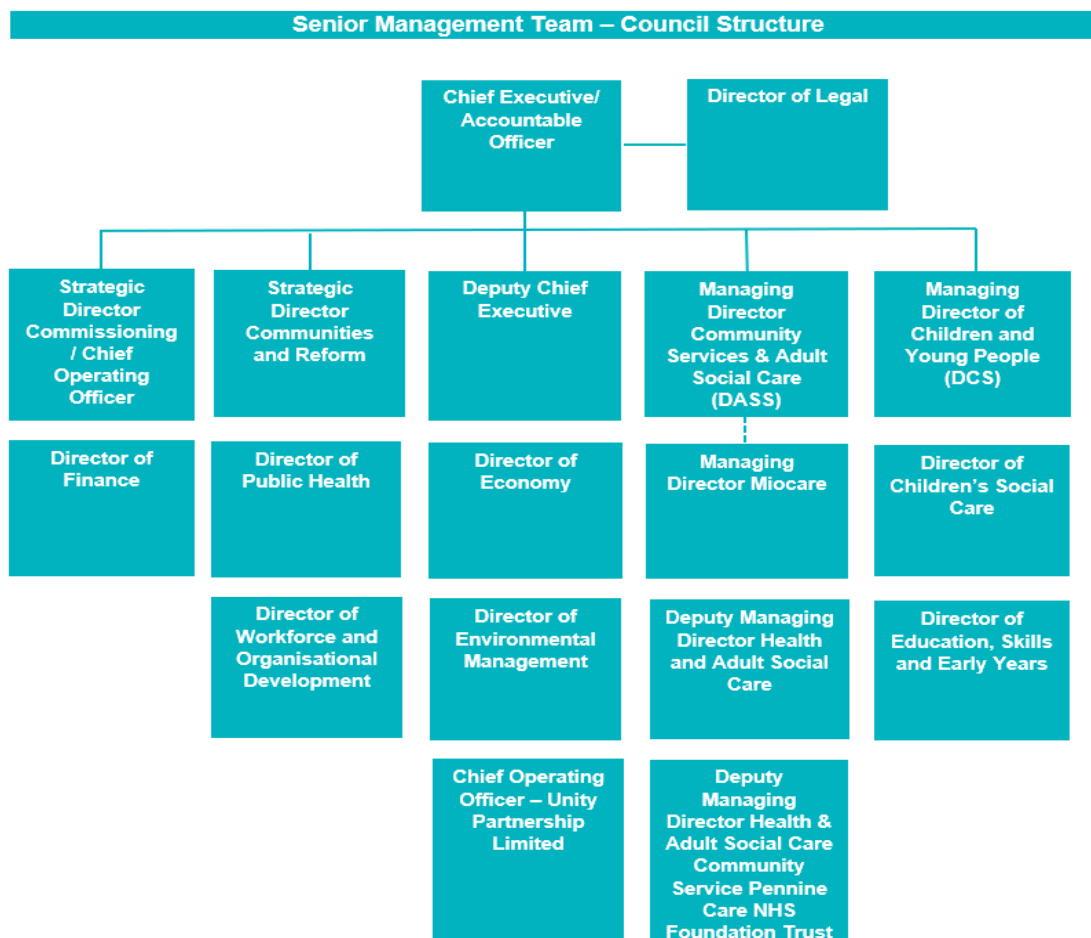 Senior Management Team – Council Structure
Chief Executive/
Accountable
Officer
Director of Legal
Strategic
Director
Commissioning
/ Chief
Operating
Officer
Strategic
Director
Communities
and Reform
Deputy Chief
Executive
Managing
Director
Community
Services & Adult
Social Care
(DASS)
Managing
Director of
Children and
Young People
(DCS)
Director of
Finance
Director of
Public Health
Director of
Economy
Managing
Director Miocare
Director of
Children’s Social
Care
Director of
Workforce and
Organisational
Development
Director of
Environmental
Management
Deputy Managing
Director Health
and Adult Social
Care
Director of
Education, Skills
and Early Years
Chief Operating
Officer – Unity
Partnership
Limited
Deputy
Managing
Director Health &
Adult Social Care
Community
Service Pennine
Care NHS
Foundation Trust